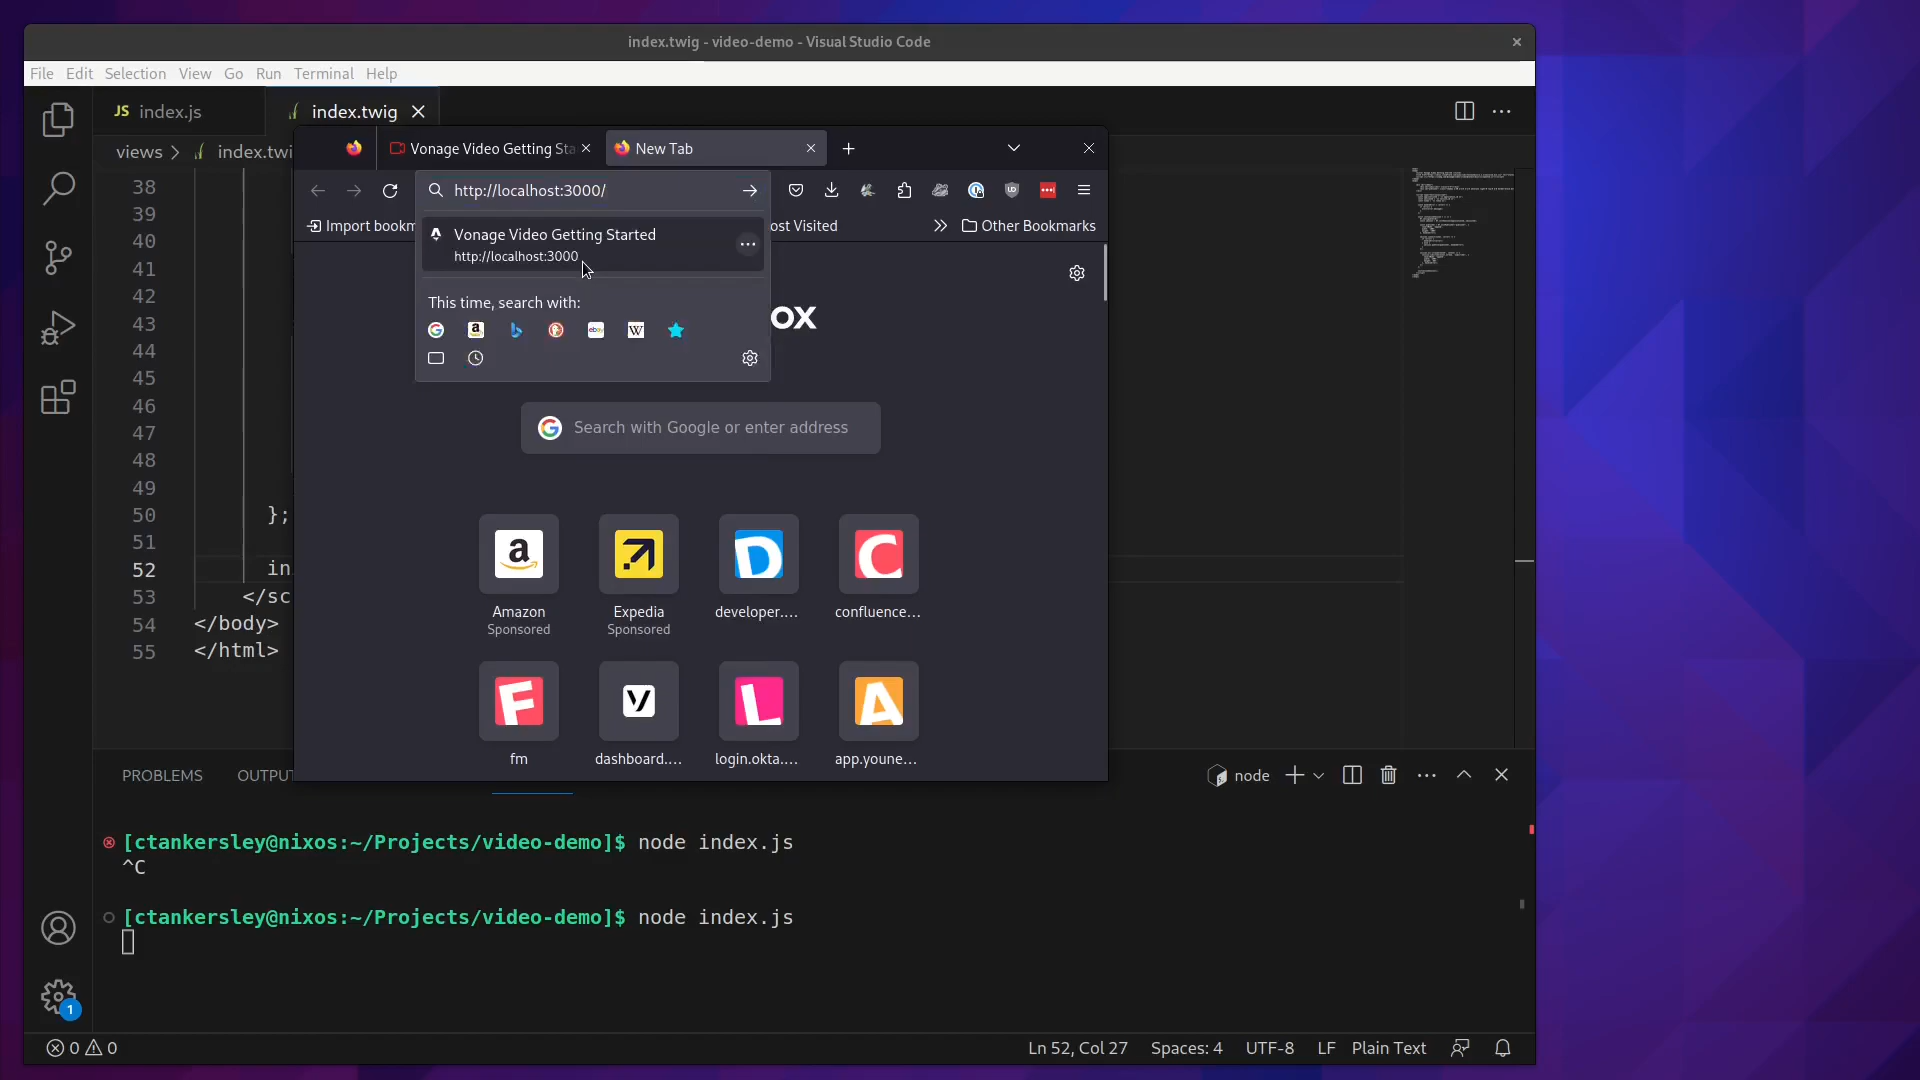 index.twig - video-demo - Visual Studio Code
File Edit Selection View Go Run Terminal Help
JS index.js
index.twig
views > index.twi
Vonage Video Getting Sta
New Tab
http://localhost:3000/
Import bookm
ost Visited
Other Bookmarks
Vonage Video Getting Started
http://localhost:3000
This time, search with:
ox
Search with Google or enter address
Amazon
Sponsored
Expedia
Sponsored
developer....
confluence...
fm
dashboard....
login.okta....
app.youne...
38
39
40
41
42
43
44
45
46
47
48
49
50 };
51
52 in
53 </sc
54 </body>
55 </html>
PROBLEMS OUTPU
node
[ctankersley@nixos:~/Projects/video-demo]$ node index.js
^C
[ctankersley@nixos:~/Projects/video-demo]$ node index.js
1
0 0
Ln 52, Col 27 Spaces: 4 UTF-8 LF Plain Text